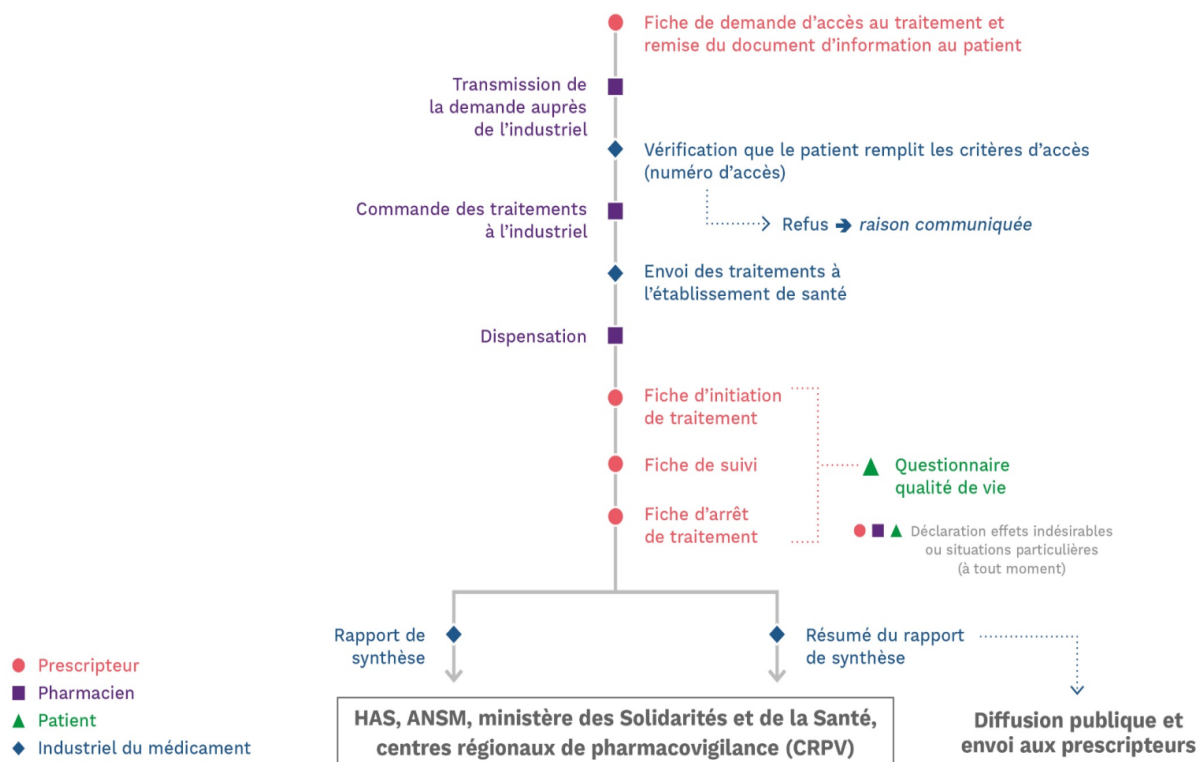 Fiche de demande d’accès au traitement et
remise du document d’information au patient
Transmission de
la demande auprès
de l’industriel
Vérification que le patient remplit les critères d’accès
(numéro d’accès)
Refus ➔ raison communiquée
Commande des traitements
à l’industriel
Envoi des traitements à
l’établissement de santé
Dispensation
Fiche d’initiation
de traitement
Fiche de suivi
Questionnaire
qualité de vie
Fiche d’arrêt
de traitement
Déclaration effets indésirables
ou situations particulières
(à tout moment)
Rapport de
synthèse
Résumé du rapport
de synthèse
Prescripteur
Pharmacien
Patient
Industriel du médicament
HAS, ANSM, ministère des Solidarités et de la Santé,
centres régionaux de pharmacovigilance (CRPV)
Diffusion publique et
envoi aux prescripteurs